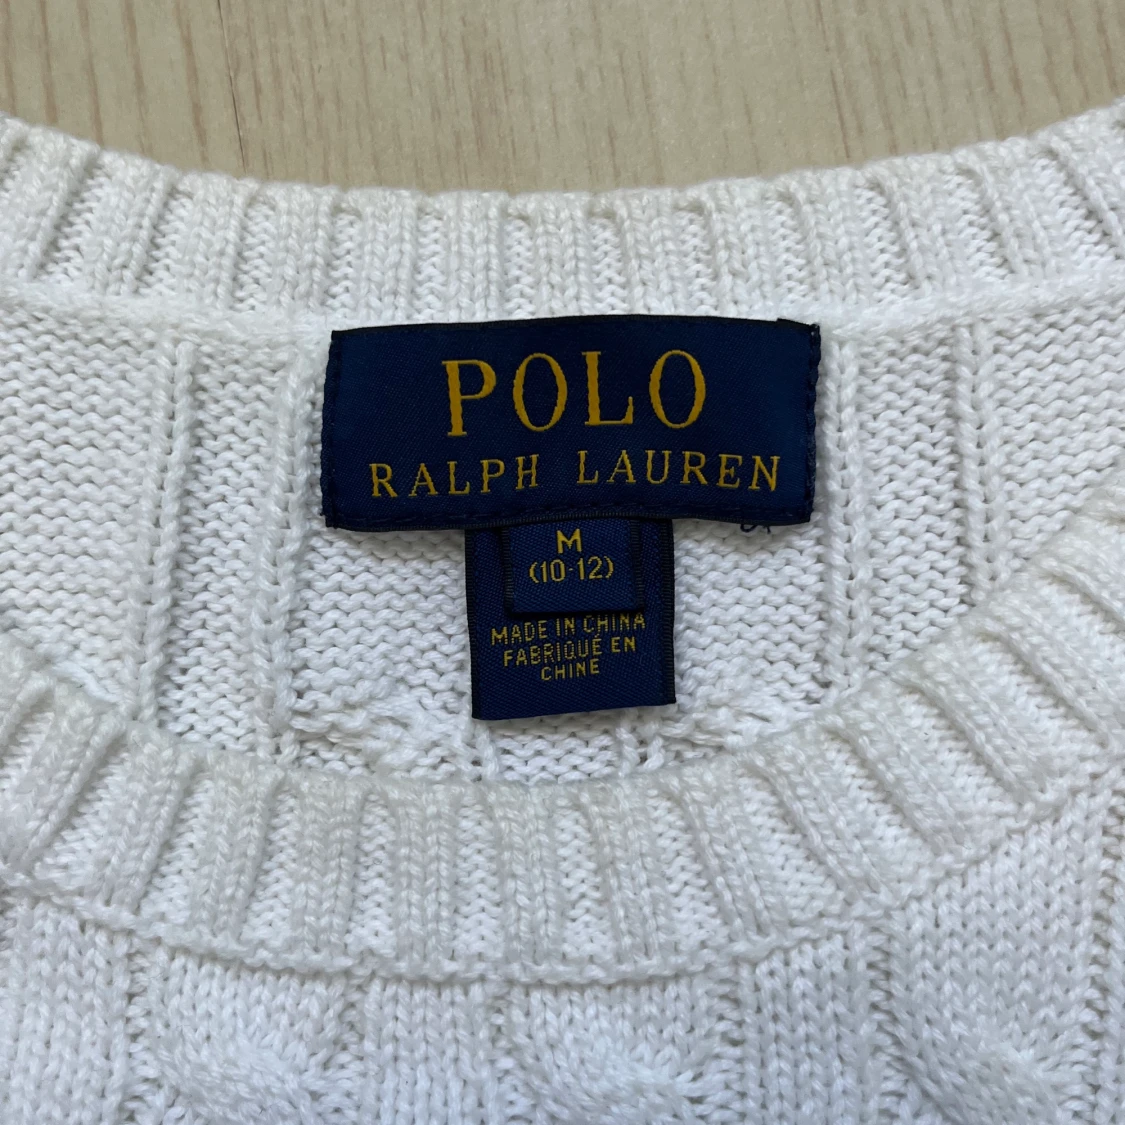 POLO
RALPH LAUREN
M
(10-12)
MADE IN CHINA
FABRIQUÉ EN
CHINE